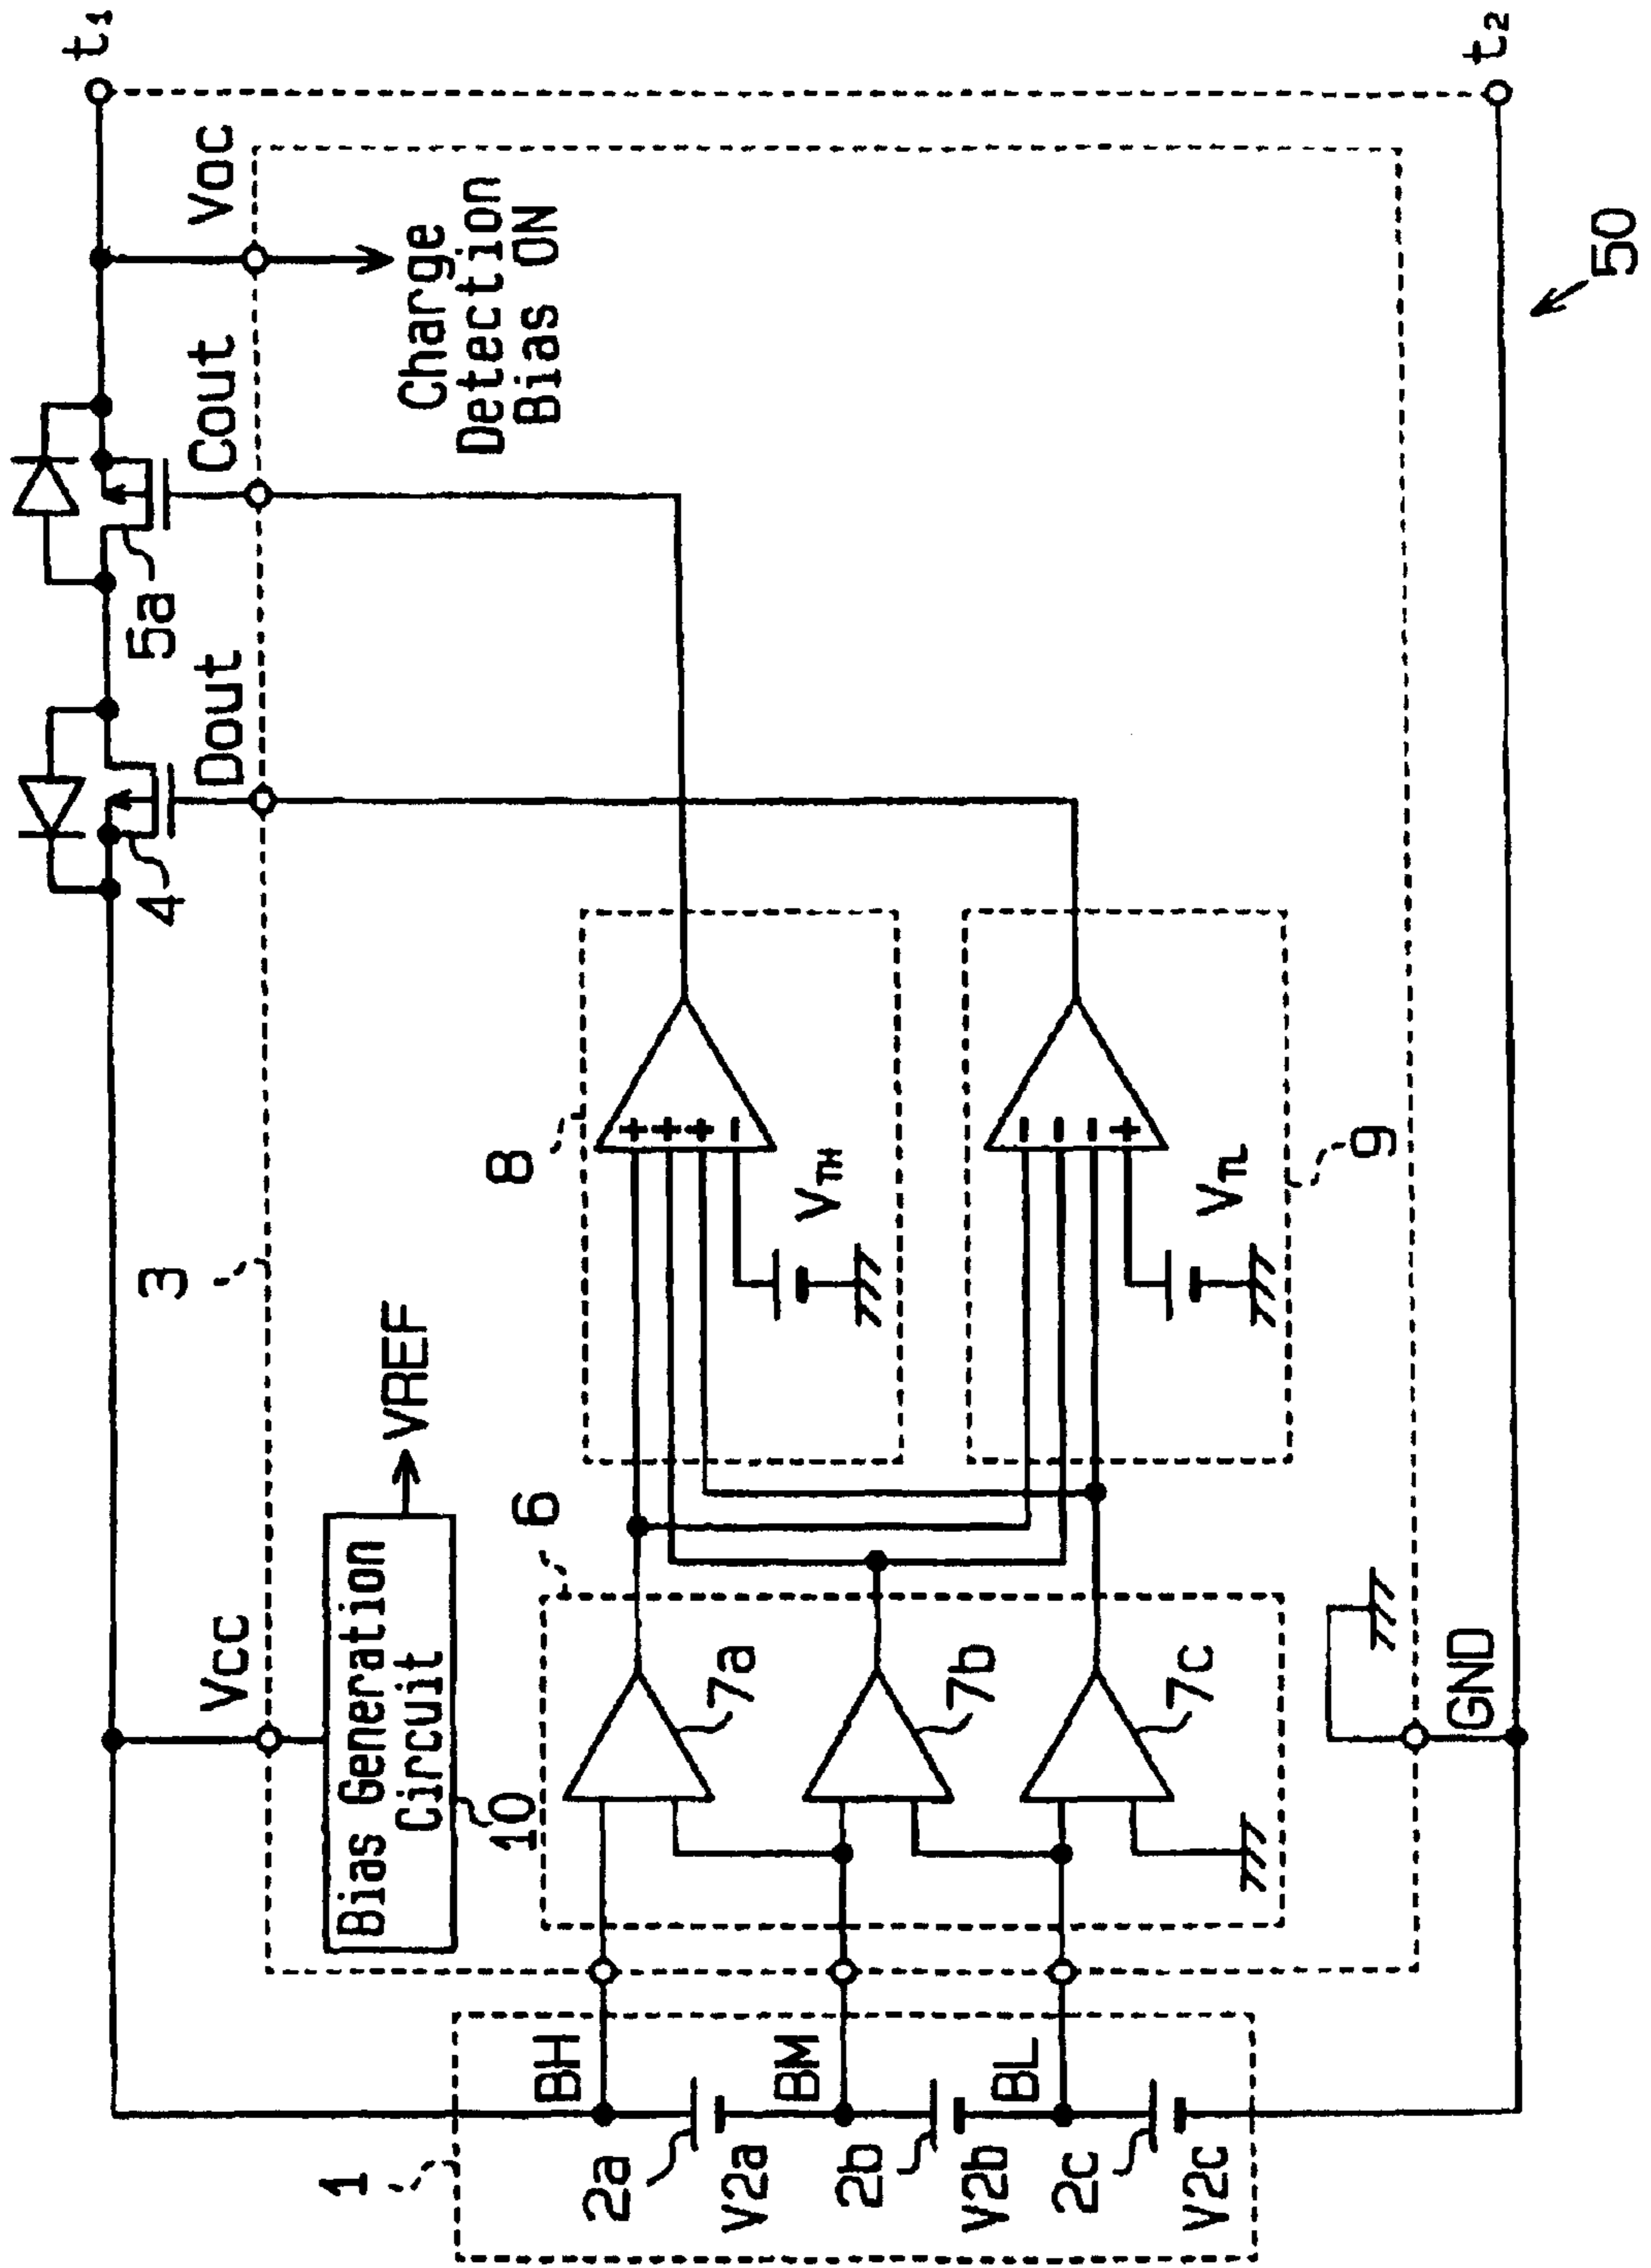 t1
Voc
Cout
5a
Dout
4
Charge
Detection
Bias ON
3
Vcc
Bias Generation
Circuit
VREF
10
8
+
+
+
-
VTH
-
-
-
+
VTL
9
6
7a
7b
7c
1
BH
2a
V2a
BM
2b
V2b
BL
2c
V2c
GND
t2
50